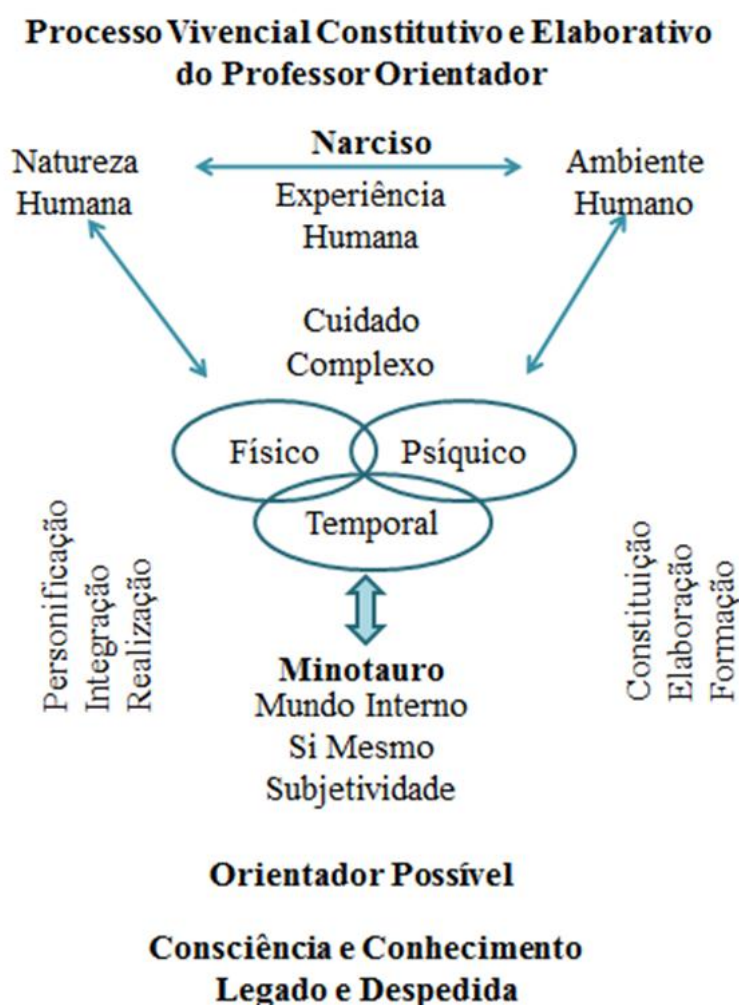 Processo Vivencial Constitutivo e Elaborativo
do Professor Orientador
Narciso
Natureza
Humana
Experiência
Humana
Ambiente
Humano
Cuidado
Complexo
Físico
Psíquico
Temporal
Personificação
Integração
Realização
Constituição
Elaboração
Formação
Minotauro
Mundo Interno
Si Mesmo
Subjetividade
Orientador Possível
Consciência e Conhecimento
Legado e Despedida